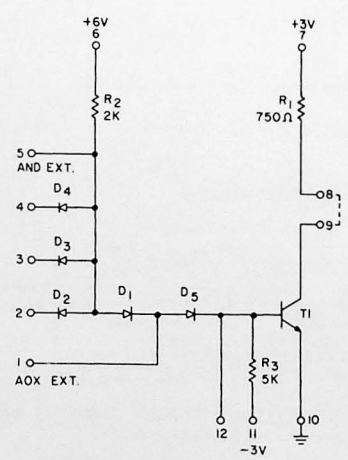 +6V
6
+3V
7
R2
2K
R1
750Ω
5
AND EXT.
D4
4
8
9
D3
3
D2
2
D1
D5
T1
1
AOX EXT.
R3
5K
12
11
-3V
10